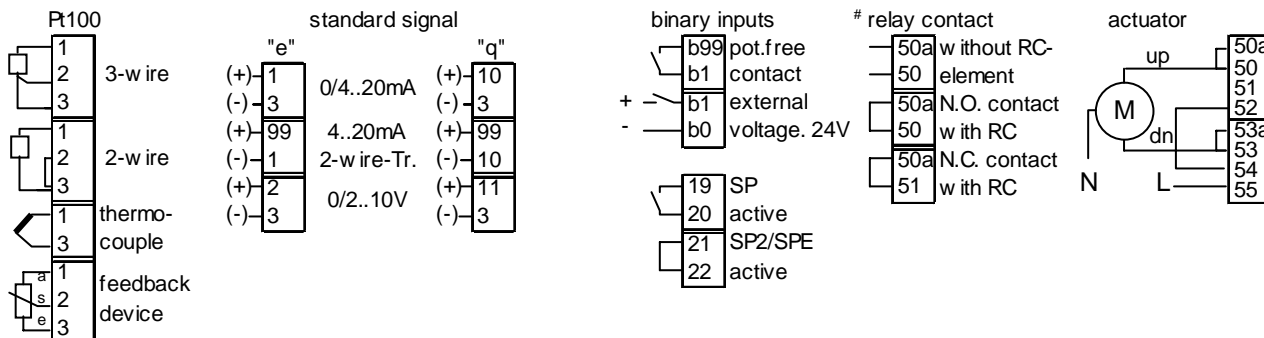 Pt100
1
2
3
3-wire
1
2
3
2-wire
1
3
thermo-
couple
a 1
s 2
e 3
feedback
device
standard signal
"e"
"q"
(+) 1
(-) 3
0/4..20mA
(+) 10
(-) 3
(+) 99
(-) 1
4..20mA
2-wire-Tr.
(+) 99
(-) 10
(+) 2
(-) 3
0/2..10V
(+) 11
(-) 3
binary inputs
b99 pot.free
b1 contact
+ b1 external
- b0 voltage. 24V
19 SP
20 active
21 SP2/SPE
22 active
# relay contact
50a without RC-
50 element
50a N.O. contact
50 with RC
50a N.C. contact
51 with RC
actuator
up
M
dn
N
L
50a
50
51
52
53a
53
54
55